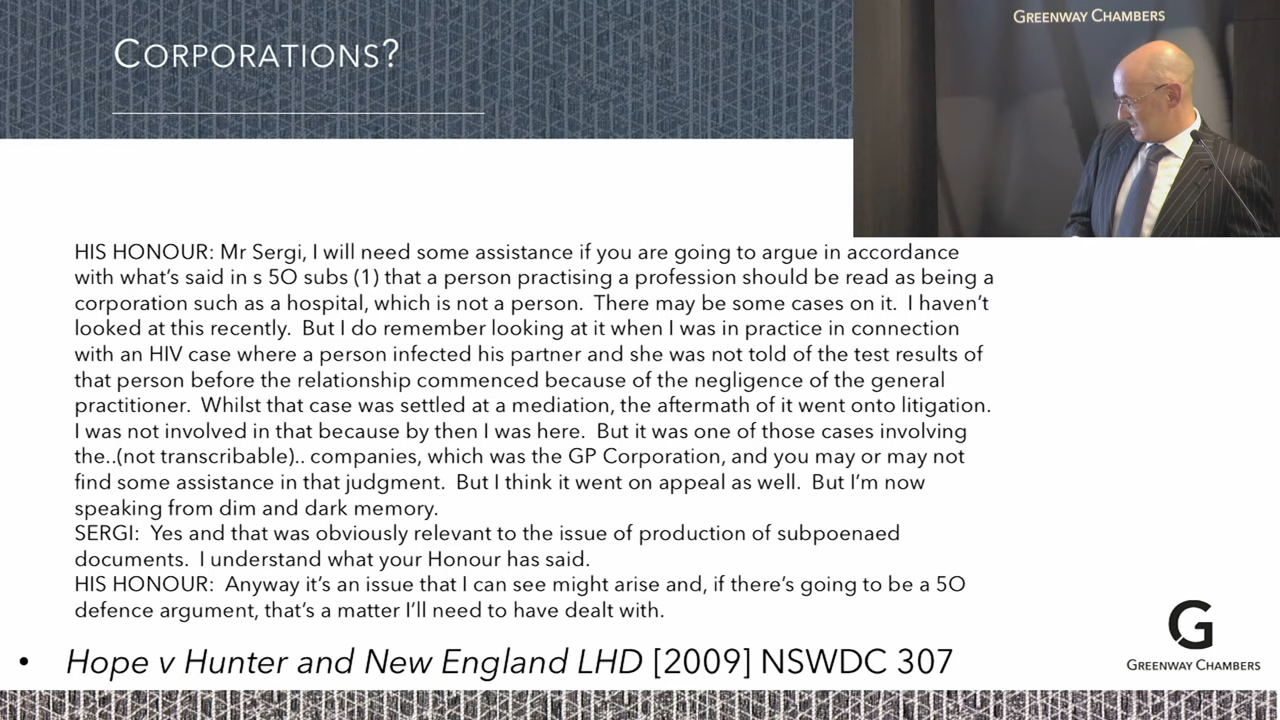 CORPORATIONS?
GREENWAY CHAMBERS
HIS HONOUR: Mr Sergi, I will need some assistance if you are going to argue in accordance
with what's said in s 5O subs (1) that a person practising a profession should be read as being a
corporation such as a hospital, which is not a person. There may be some cases on it. I haven't
looked at this recently. But I do remember looking at it when I was in practice in connection
with an HIV case where a person infected his partner and she was not told of the test results of
that person before the relationship commenced because of the negligence of the general
practitioner. Whilst that case was settled at a mediation, the aftermath of it went onto litigation.
I was not involved in that because by then I was here. But it was one of those cases involving
the..(not transcribable).. companies, which was the GP Corporation, and you may or may not
find some assistance in that judgment. But I think it went on appeal as well. But I'm now
speaking from dim and dark memory.
SERGI: Yes and that was obviously relevant to the issue of production of subpoenaed
documents. I understand what your Honour has said.
HIS HONOUR: Anyway it's an issue that I can see might arise and, if there's going to be a 5O
defence argument, that's a matter I'll need to have dealt with.
• Hope v Hunter and New England LHD [2009] NSWDC 307
G
GREENWAY CHAMBERS